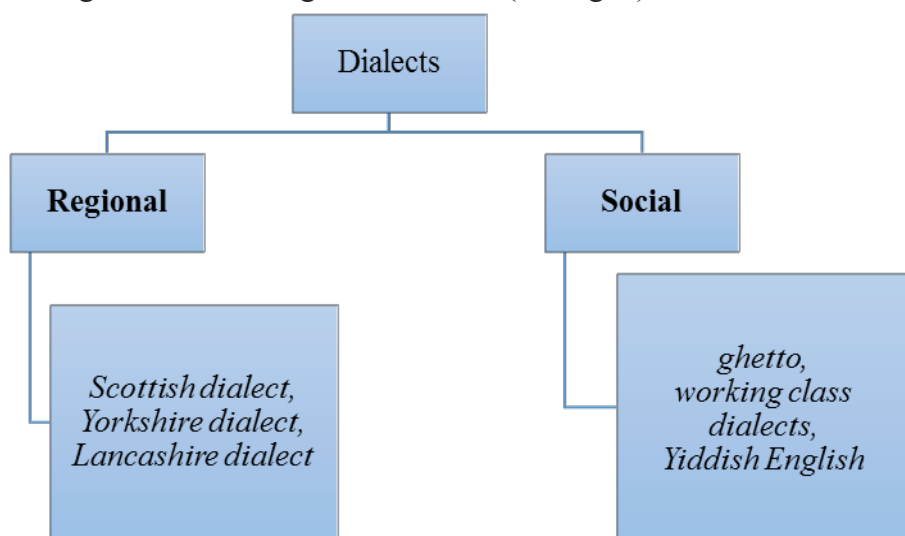 Dialects
Regional
Social
Scottish dialect,
Yorkshire dialect,
Lancashire dialect
ghetto,
working class
dialects,
Yiddish English